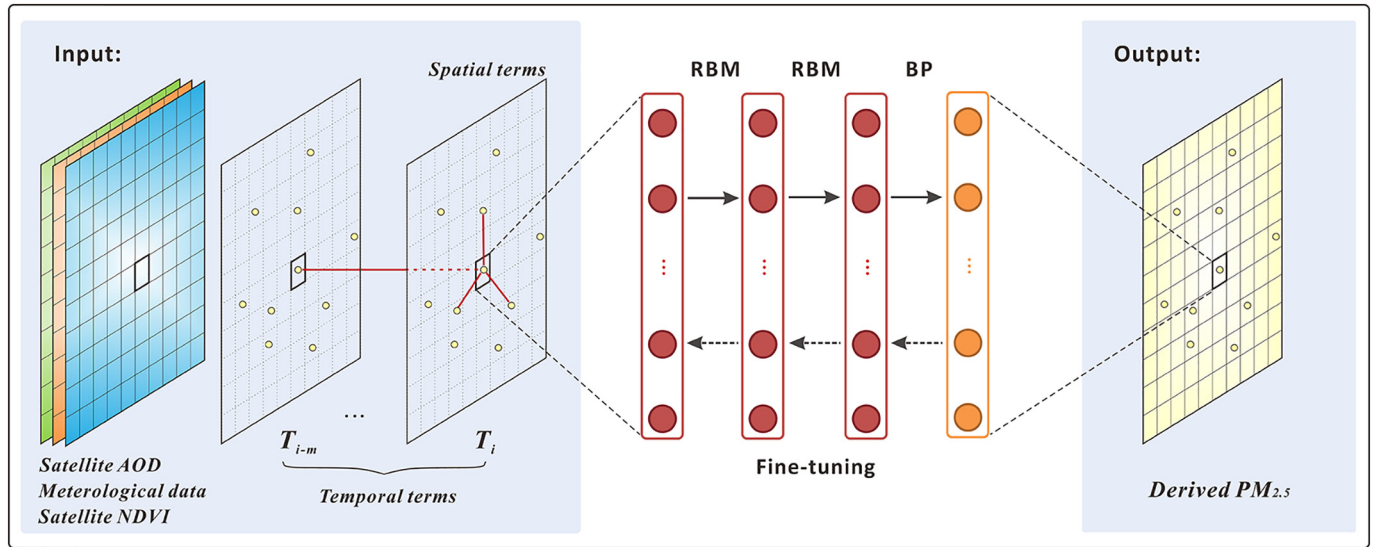 Input:
Spatial terms
RBM
RBM
BP
Output:
...
T i-m
T i
Temporal terms
Satellite AOD
Meterological data
Satellite NDVI
Fine-tuning
Derived PM2.5